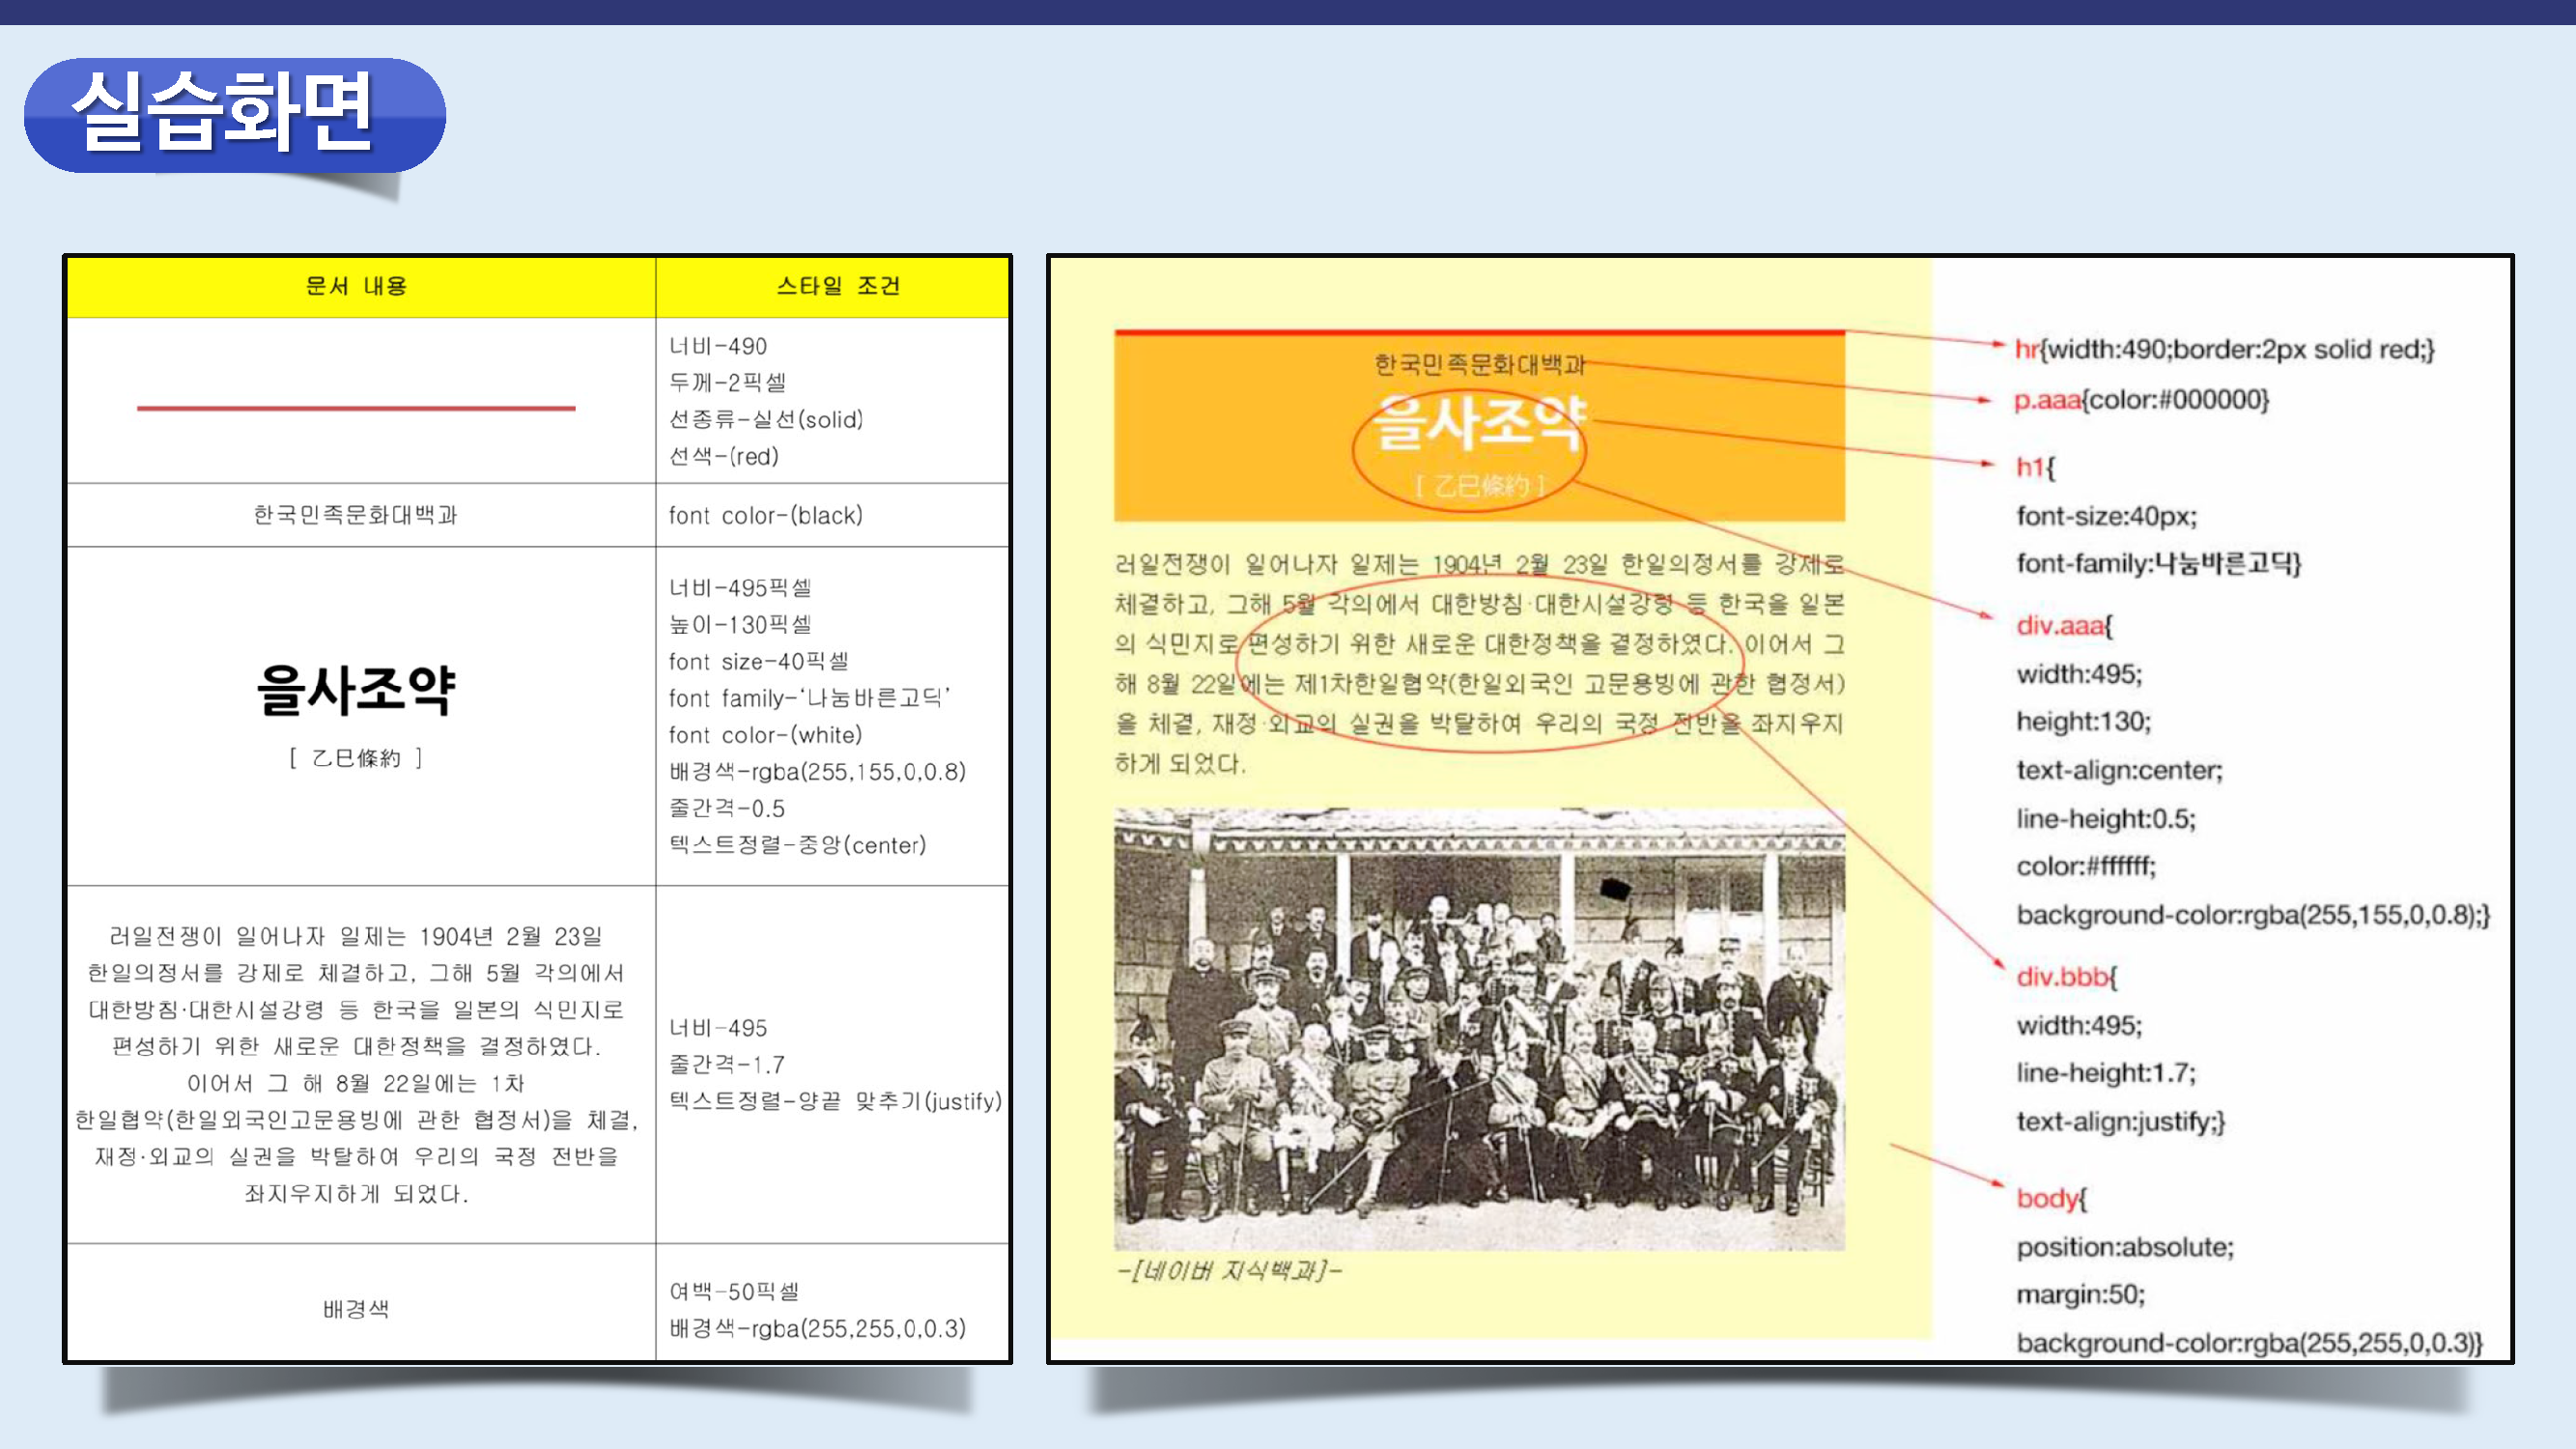 실습화면
문서 내용
스타일 조건
너비-490
두께-2픽셀
선종류-실선(solid)
선색-(red)
한국민족문화대백과
font color-(black)
을사조약
[ 乙巳條約 ]
너비-495픽셀
높이-130픽셀
font size-40픽셀
font family-‘나눔바른고딕’
font color-(white)
배경색-rgba(255,155,0,0.8)
줄간격-0.5
텍스트정렬-중앙(center)
러일전쟁이 일어나자 일제는 1904년 2월 23일
한일의정서를 강제로 체결하고, 그해 5월 각의에서
대한방침·대한시설강령 등 한국을 일본의 식민지로
편성하기 위한 새로운 대한정책을 결정하였다.
이어서 그 해 8월 22일에는 1차
한일협약(한일외국인고문용빙에 관한 협정서)을 체결,
재정·외교의 실권을 박탈하여 우리의 국정 전반을
좌지우지하게 되었다.
너비-495
줄간격-1.7
텍스트정렬-양끝 맞추기(justify)
배경색
여백-50픽셀
배경색-rgba(255,255,0,0.3)
한국민족문화대백과
을사조약
[ 乙巳條約 ]
러일전쟁이 일어나자 일제는 1904년 2월 23일 한일의정서를 강제로
체결하고, 그해 5월 각의에서 대한방침·대한시설강령 등 한국을 일본
의 식민지로 편성하기 위한 새로운 대한정책을 결정하였다. 이어서 그
해 8월 22일에는 제1차한일협약(한일외국인 고문용빙에 관한 협정서)
을 체결, 재정·외교의 실권을 박탈하여 우리의 국정 전반을 좌지우지
하게 되었다.
-[네이버 지식백과]-
hr{width:490;border:2px solid red;}
p.aaa{color:#000000}
h1{
font-size:40px;
font-family:나눔바른고딕}
div.aaa{
width:495;
height:130;
text-align:center;
line-height:0.5;
color:#ffffff;
background-color:rgba(255,155,0,0.8);}
div.bbb{
width:495;
line-height:1.7;
text-align:justify;}
body{
position:absolute;
margin:50;
background-color:rgba(255,255,0,0.3)}